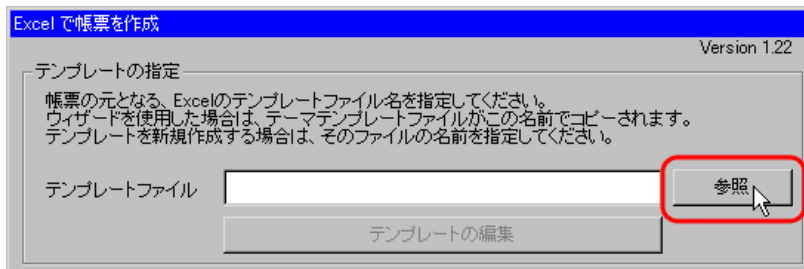 Excel で帳票を作成
Version 1.22
テンプレートの指定
帳票の元となる、Excelのテンプレートファイル名を指定してください。
ウィザードを使用した場合は、テーマテンプレートファイルがこの名前でコピーされます。
テンプレートを新規作成する場合は、そのファイルの名前を指定してください。
テンプレートファイル
参照
テンプレートの編集